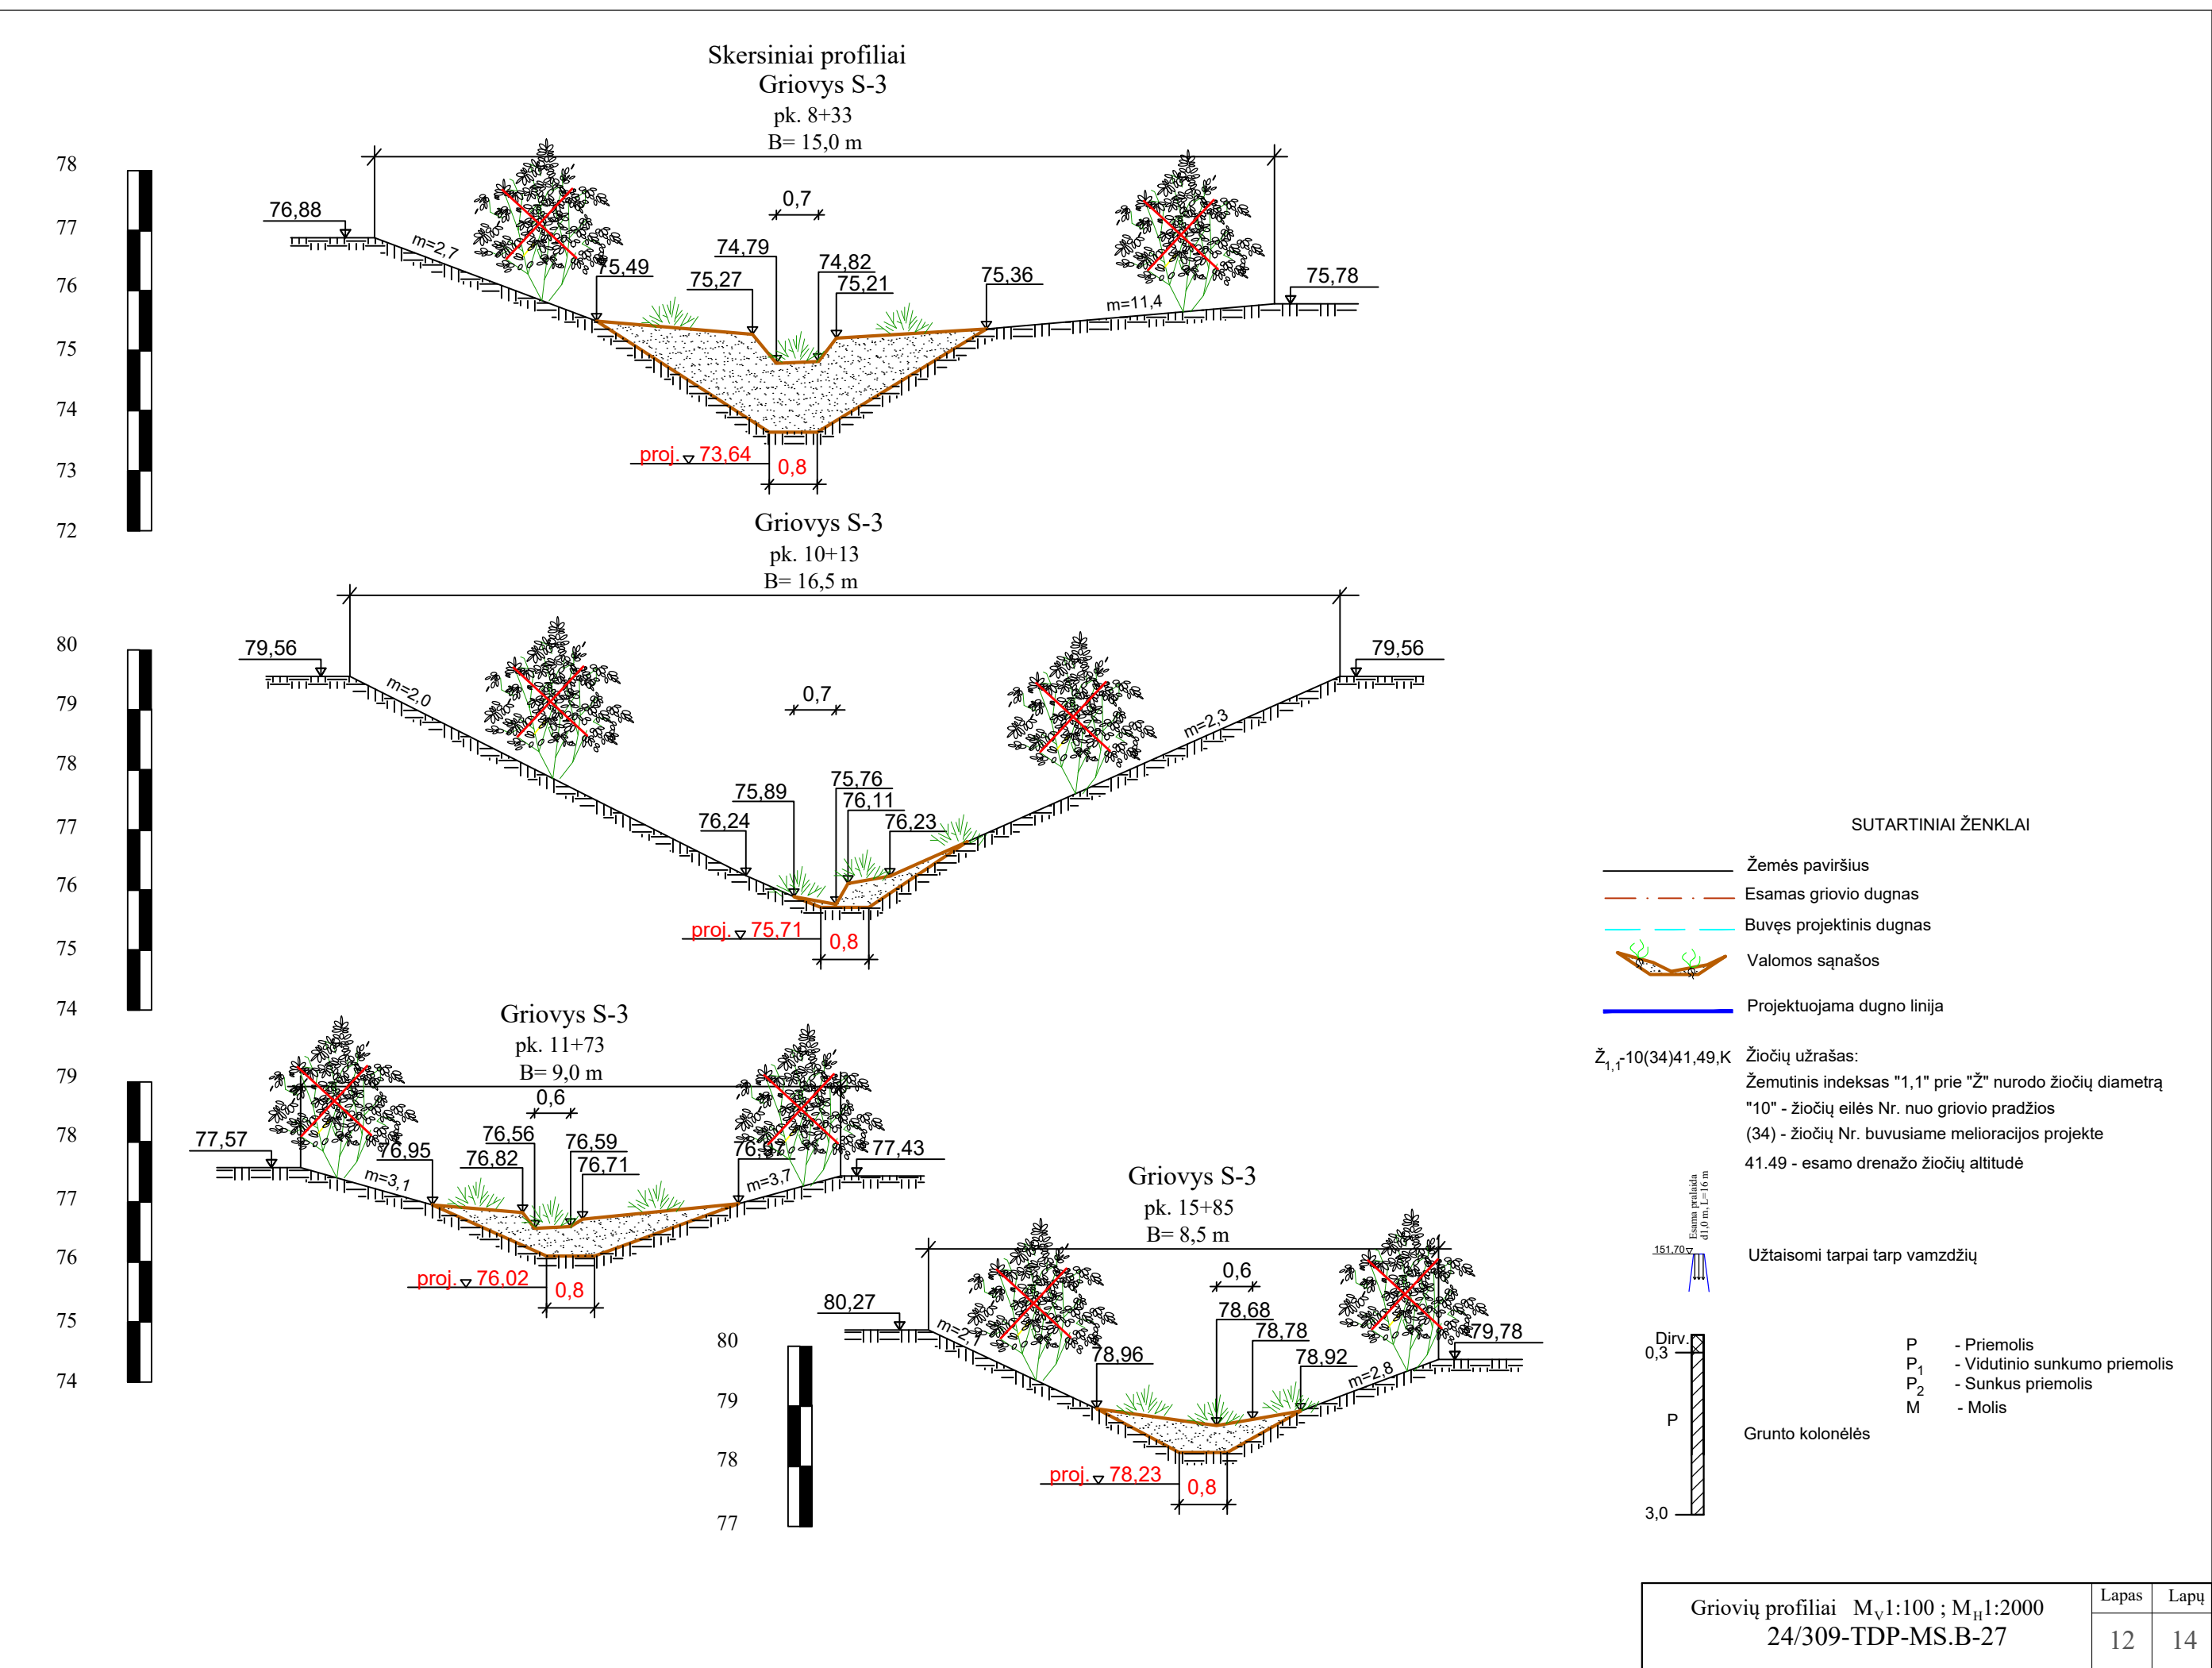 Skersiniai profiliai
Griovys S-3
pk. 8+33
B= 15,0 m
78
77
76
75
74
73
72
76,88
m=2,7
75,49
75,27
74,79
0,7
74,82
75,21
75,36
m=11,4
75,78
proj. 73,64
0,8
Griovys S-3
pk. 10+13
B= 16,5 m
80
79
78
77
76
75
74
79,56
m=2,0
76,24
75,89
0,7
75,76
76,11
76,23
m=2,3
79,56
proj. 75,71
0,8
Griovys S-3
pk. 11+73
B= 9,0 m
79
78
77
76
75
74
77,57
m=3,1
76,95
76,82
76,56
0,6
76,59
76,71
m=3,7
77,43
proj. 76,02
0,8
Griovys S-3
pk. 15+85
B= 8,5 m
80
79
78
77
80,27
78,96
0,6
78,68
78,78
78,92
m=2,8
79,78
proj. 78,23
0,8
SUTARTINIAI ŽENKLAI
Žemės paviršius
Esamas griovio dugnas
Buvęs projektinis dugnas
Valomos sąnašos
Projektuojama dugno linija
Ž1,1-10(34)41,49,K Žiočių užrašas:
Žemutinis indeksas "1,1" prie "Ž" nurodo žiočių diametrą
"10" - žiočių eilės Nr. nuo griovio pradžios
(34) - žiočių Nr. buvusiame melioracijos projekte
41.49 - esamo drenažo žiočių altitudė
Esama pralaida
d1,0 m, L=16 m
151,70
Užtaisomi tarpai tarp vamzdžių
Dirv.
0,3
P
3,0
Grunto kolonėlės
P - Priemolis
P1 - Vidutinio sunkumo priemolis
P2 - Sunkus priemolis
M - Molis
Griovių profiliai MV1:100 ; MH1:2000
24/309-TDP-MS.B-27
Lapas Lapų
12 14